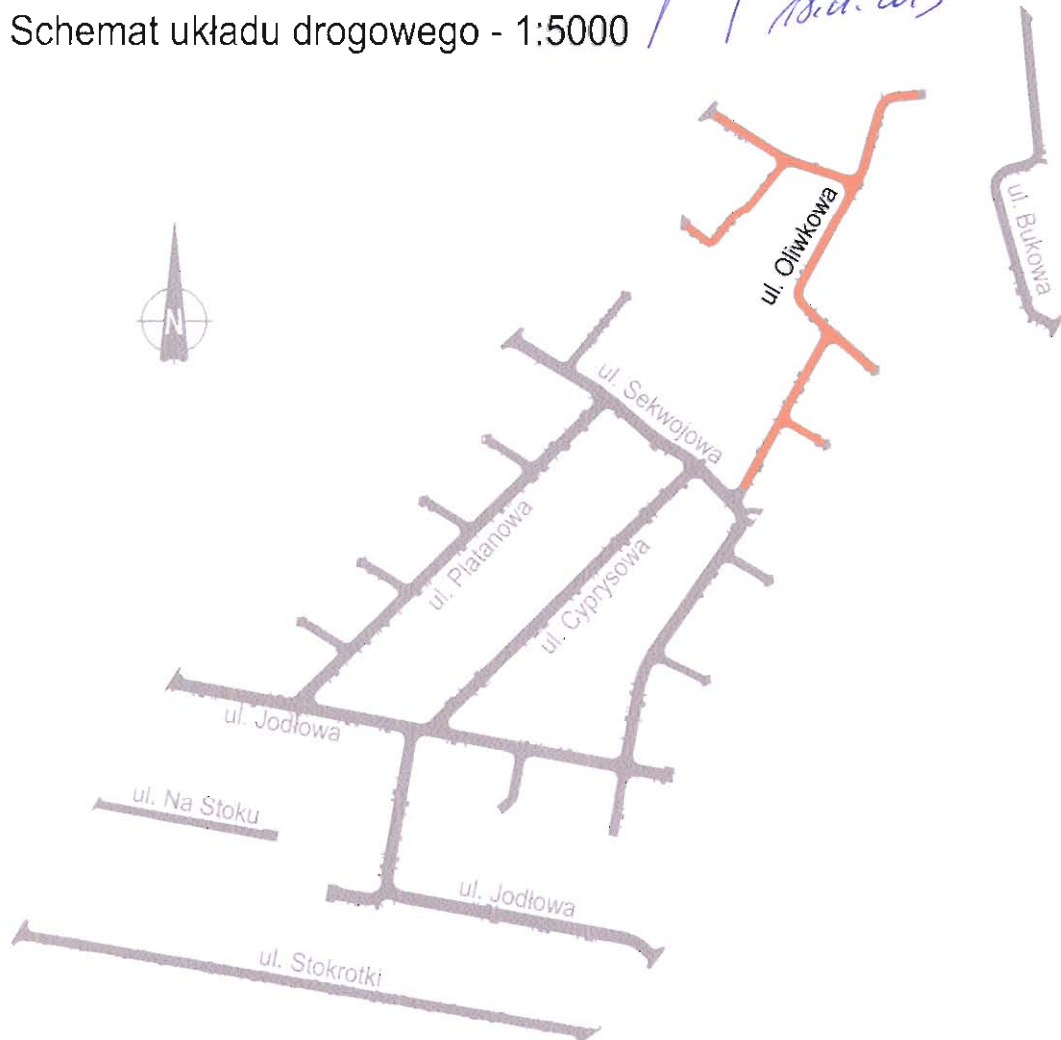 Schemat układu drogowego - 1:5000
ul. Oliwkowa
ul. Bukowa
N
ul. Sekwojowa
ul. Platanowa
ul. Cyprysowa
ul. Jodłowa
ul. Na Stoku
ul. Jodłowa
ul. Stokrotki